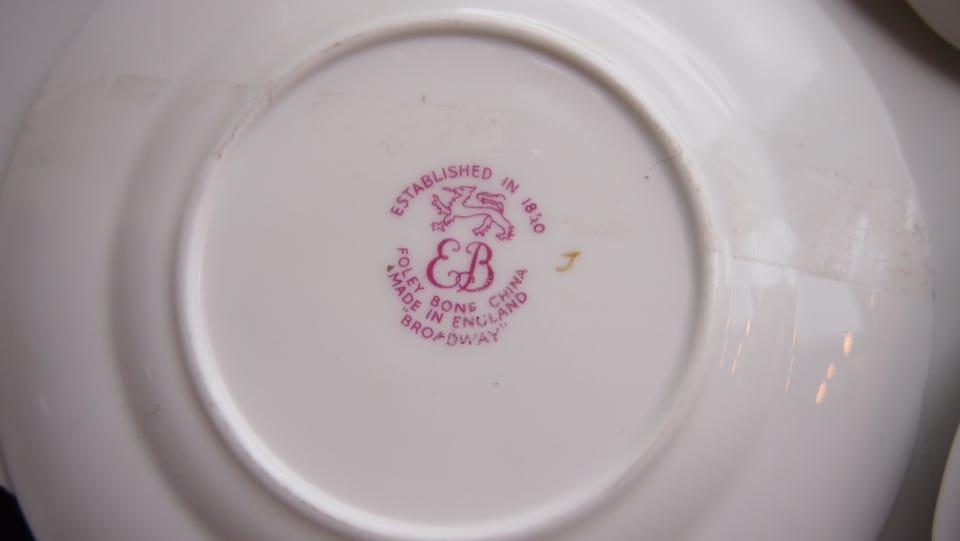 ESTABLISHED IN 1850
EB
FOLEY BONE CHINA
MADE IN ENGLAND
"BROADWAY"
J